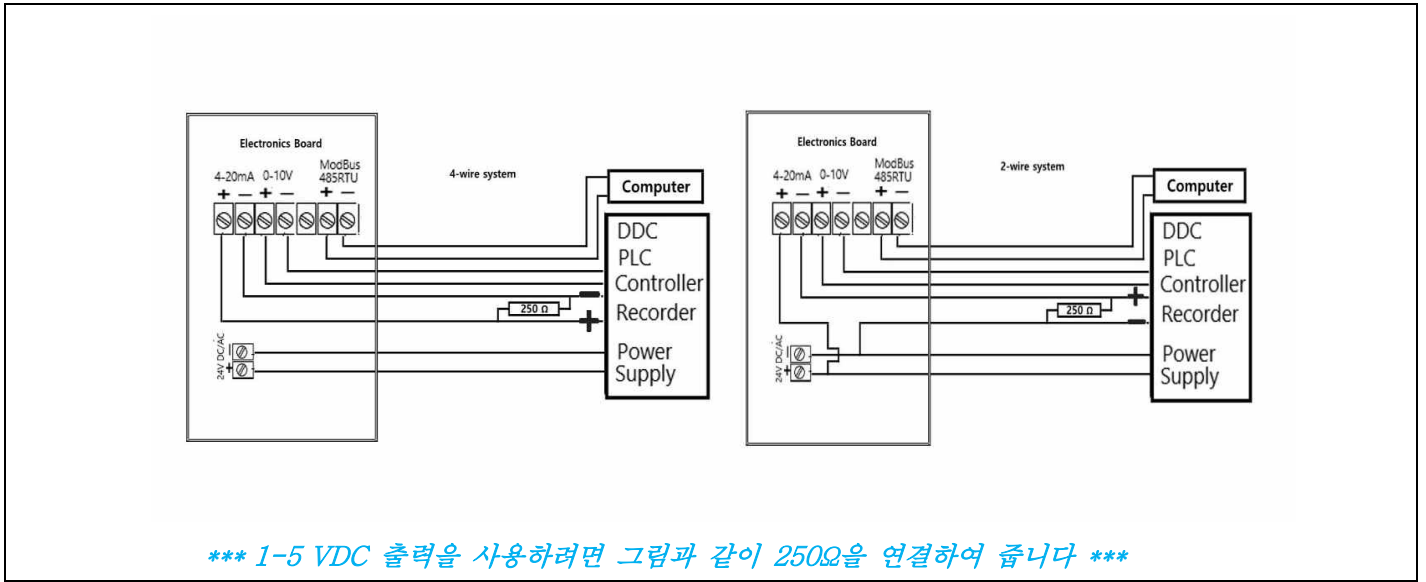 Electronics Board
4-wire system
ModBus
4-20mA 0-10V 485RTU
+ − + − + −
Computer
DDC
PLC
Controller
Recorder
Power
Supply
−
250 Ω
+
24V DC/AC
−
+
Electronics Board
2-wire system
ModBus
4-20mA 0-10V 485RTU
+ − + − + −
Computer
DDC
PLC
Controller
Recorder
Power
Supply
+
250 Ω
−
24V DC/AC
−
+
*** 1-5 VDC 출력을 사용하려면 그림과 같이 250Ω을 연결하여 줍니다 ***